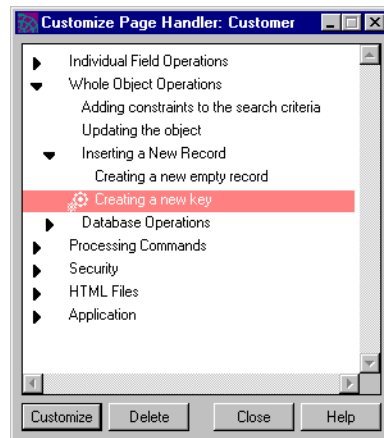 Customize Page Handler: Customer
Individual Field Operations
Whole Object Operations
Adding constraints to the search criteria
Updating the object
Inserting a New Record
Creating a new empty record
Creating a new key
Database Operations
Processing Commands
Security
HTML Files
Application
Customize Delete Close Help